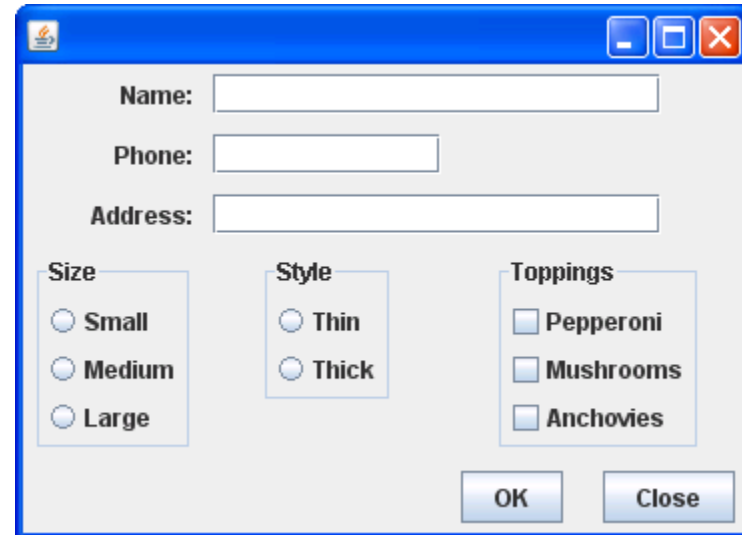 Name:
Phone:
Address:
Size Style Toppings
Small Thin Pepperoni
Medium Thick Mushrooms
Large Anchovies
OK Close